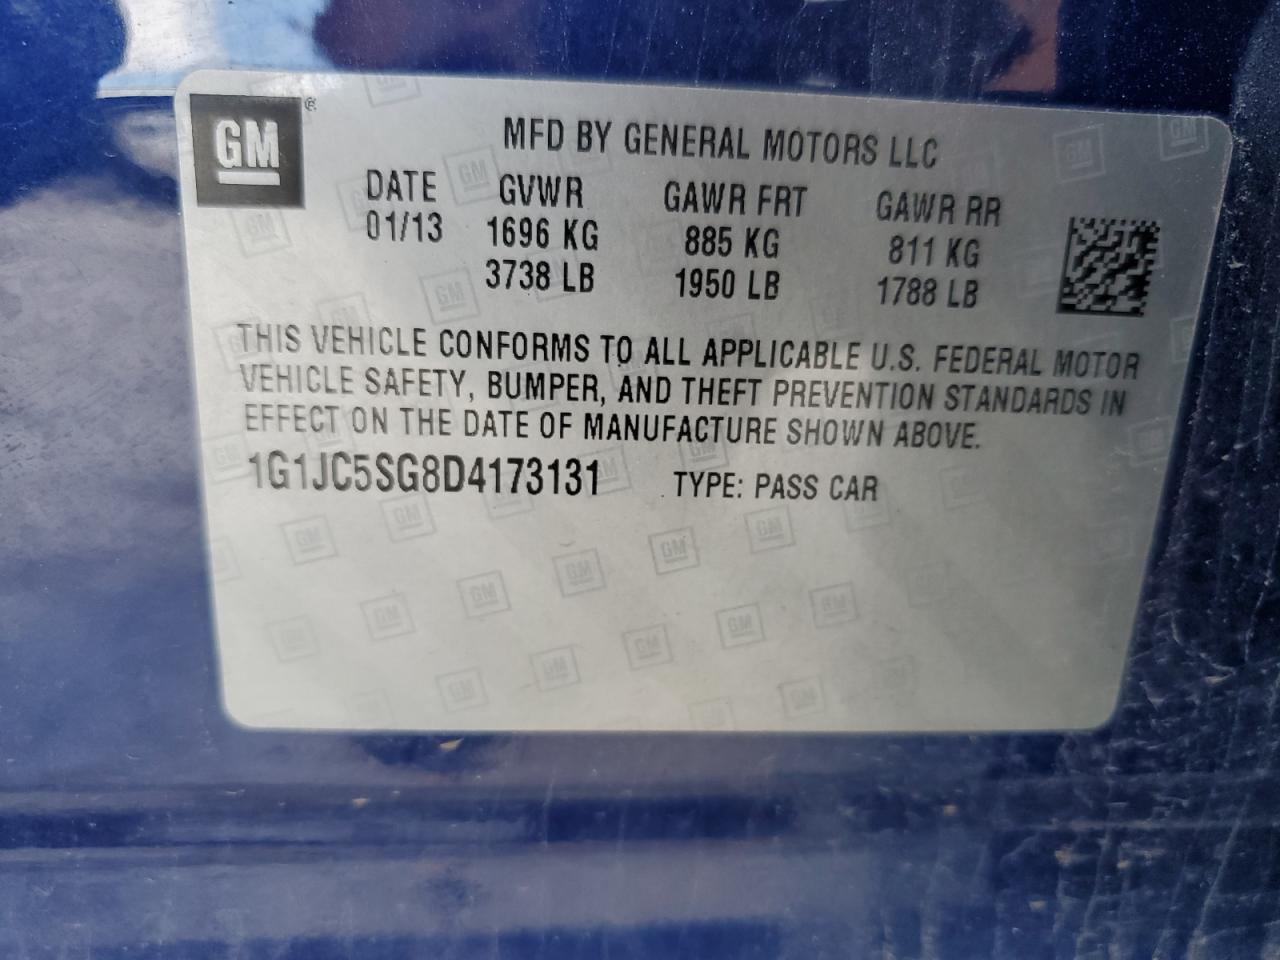 GM ®
MFD BY GENERAL MOTORS LLC
DATE GVWR GAWR FRT GAWR RR
01/13 1696 KG 885 KG 811 KG
3738 LB 1950 LB 1788 LB
THIS VEHICLE CONFORMS TO ALL APPLICABLE U.S. FEDERAL MOTOR
VEHICLE SAFETY, BUMPER, AND THEFT PREVENTION STANDARDS IN
EFFECT ON THE DATE OF MANUFACTURE SHOWN ABOVE.
1G1JC5SG8D4173131 TYPE: PASS CAR